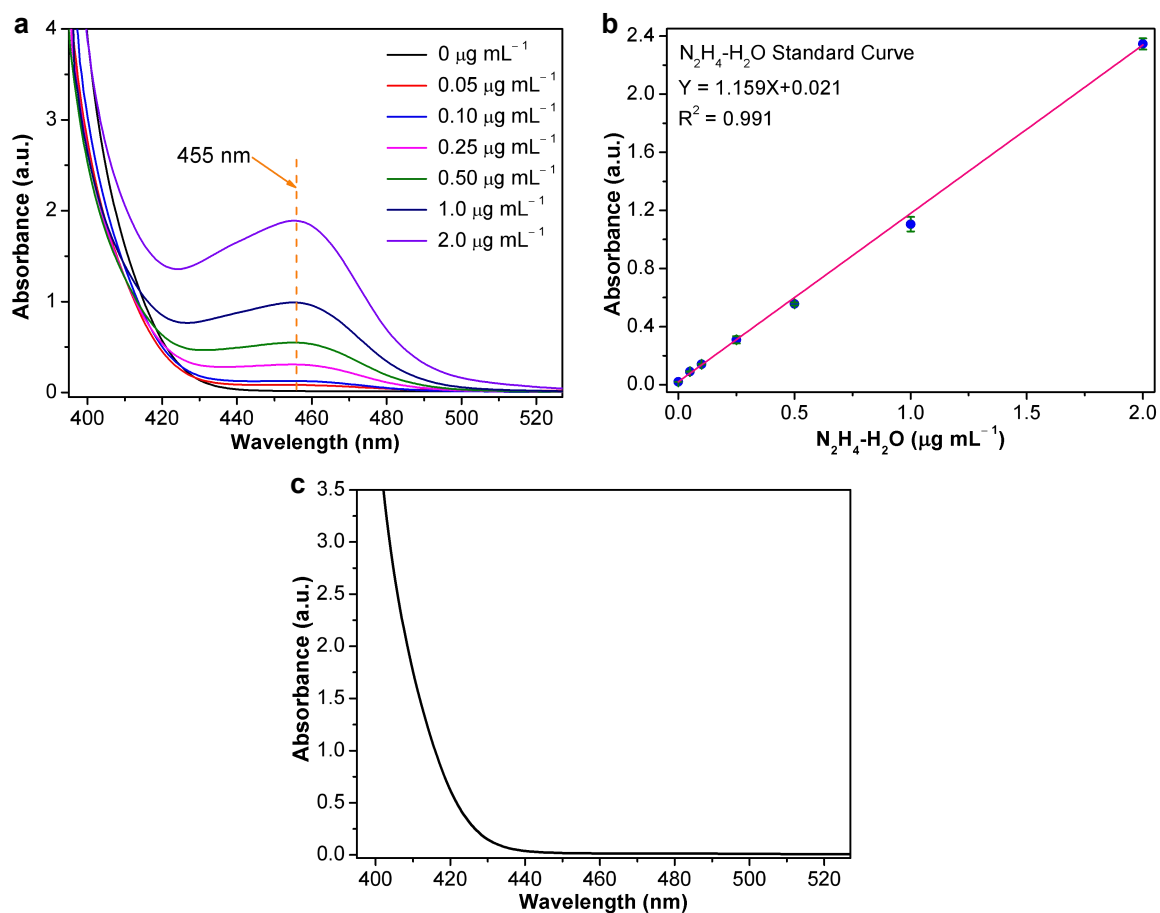 a
4
3
2
1
0
Absorbance (a.u.)
400 420 440 460 480 500 520
Wavelength (nm)
455 nm
0 μg mL⁻¹
0.05 μg mL⁻¹
0.10 μg mL⁻¹
0.25 μg mL⁻¹
0.50 μg mL⁻¹
1.0 μg mL⁻¹
2.0 μg mL⁻¹
b
2.4
2.0
1.6
1.2
0.8
0.4
0.0
Absorbance (a.u.)
N₂H₄-H₂O Standard Curve
Y = 1.159X+0.021
R² = 0.991
0.0 0.5 1.0 1.5 2.0
N₂H₄-H₂O (μg mL⁻¹)
c
3.5
3.0
2.5
2.0
1.5
1.0
0.5
0.0
Absorbance (a.u.)
400 420 440 460 480 500 520
Wavelength (nm)